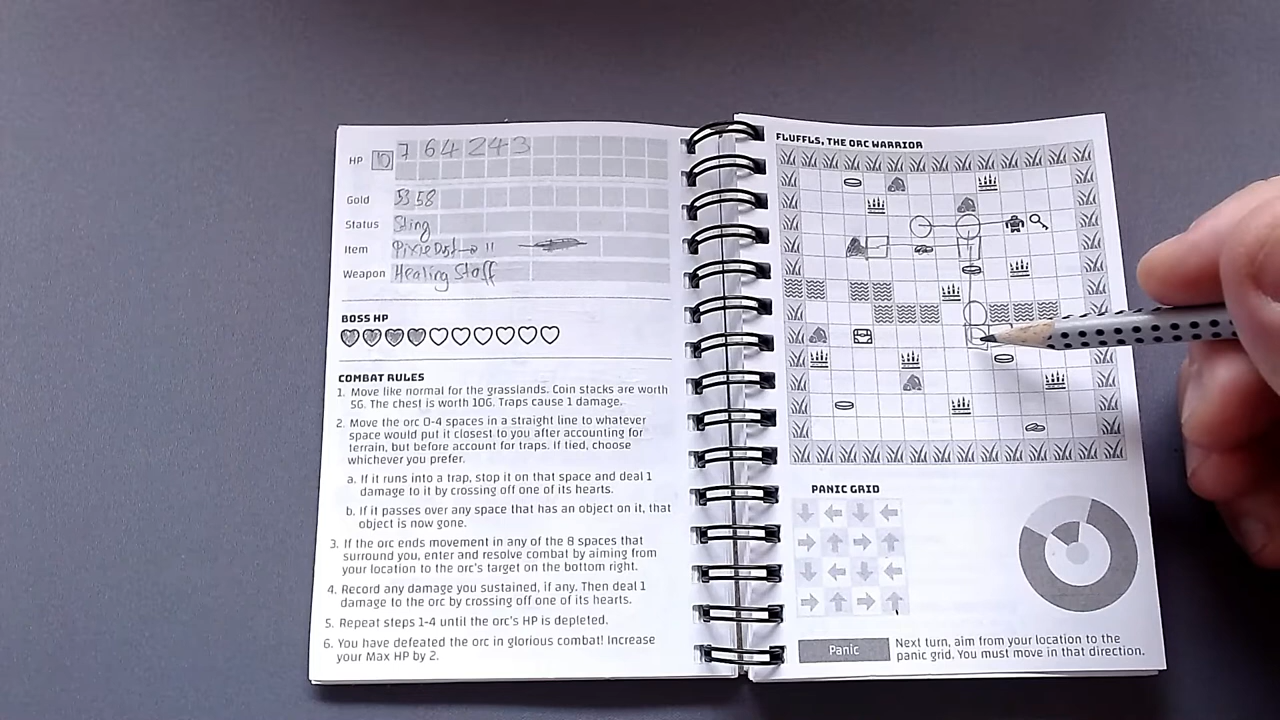 HP 10 7 6 4 2 4 3
Gold 53 58
Status Sling
Item Pixie Dust → 11
Weapon Healing Staff
BOSS HP
COMBAT RULES
1. Move like normal for the grasslands. Coin stacks are worth
5G. The chest is worth 10G. Traps cause 1 damage.
2. Move the orc 0-4 spaces in a straight line to whatever
space would put it closest to you after accounting for
terrain, but before account for traps. If tied, choose
whichever you prefer.
a. If it runs into a trap, stop it on that space and deal 1
damage to it by crossing off one of its hearts.
b. If it passes over any space that has an object on it, that
object is now gone.
3. If the orc ends movement in any of the 8 spaces that
surround you, enter and resolve combat by aiming from
your location to the orc's target on the bottom right.
4. Record any damage you sustained, if any. Then deal 1
damage to the orc by crossing off one of its hearts.
5. Repeat steps 1-4 until the orc's HP is depleted.
6. You have defeated the orc in glorious combat! Increase
your Max HP by 2.
FLUFFLS, THE ORC WARRIOR
PANIC GRID
Panic
Next turn, aim from your location to the
panic grid. You must move in that direction.